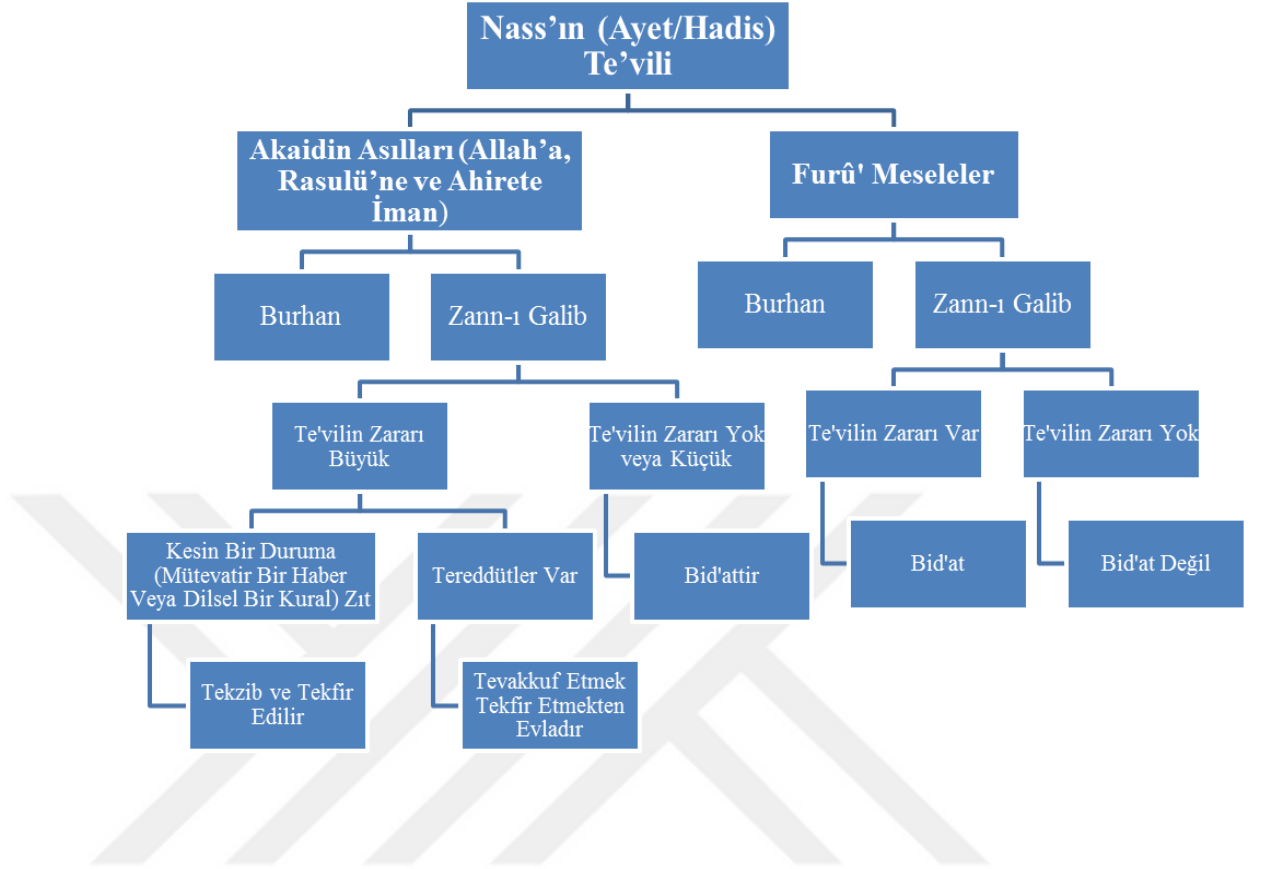 Nass’ın (Ayet/Hadis)
Te’vili
Akaidin Asılları (Allah’a,
Rasulü’ne ve Ahirete
İman)
Furû' Meseleler
Burhan
Zann-ı Galib
Burhan
Zann-ı Galib
Te'vilin Zararı
Büyük
Te'vilin Zararı Yok
veya Küçük
Te'vilin Zararı Var
Te'vilin Zararı Yok
Kesin Bir Duruma
(Mütevatir Bir Haber
Veya Dilsel Bir Kural) Zıt
Tereddütler Var
Bid'attir
Bid'at
Bid'at Değil
Tekzib ve Tekfir
Edilir
Tevakkuf Etmek
Tekfir Etmekten
Evladır